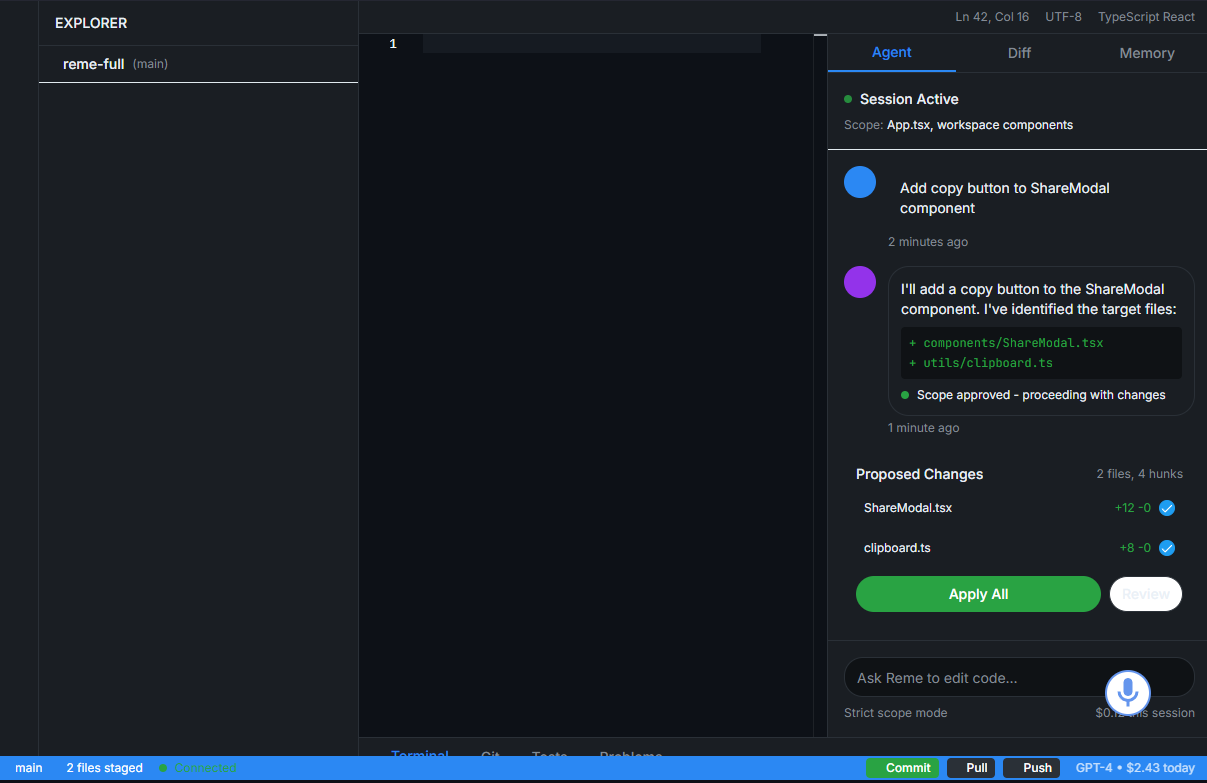 EXPLORER
reme-full (main)
1
Ln 42, Col 16 UTF-8 TypeScript React
Agent Diff Memory
Session Active
Scope: App.tsx, workspace components
Add copy button to ShareModal
component
2 minutes ago
I'll add a copy button to the ShareModal
component. I've identified the target files:
+ components/ShareModal.tsx
+ utils/clipboard.ts
Scope approved - proceeding with changes
1 minute ago
Proposed Changes 2 files, 4 hunks
ShareModal.tsx +12 -0
clipboard.ts +8 -0
Apply All Review
Ask Reme to edit code...
Strict scope mode session
Terminal Git Tests Problems
main 2 files staged Connected Commit Pull Push GPT-4 • $2.43 today